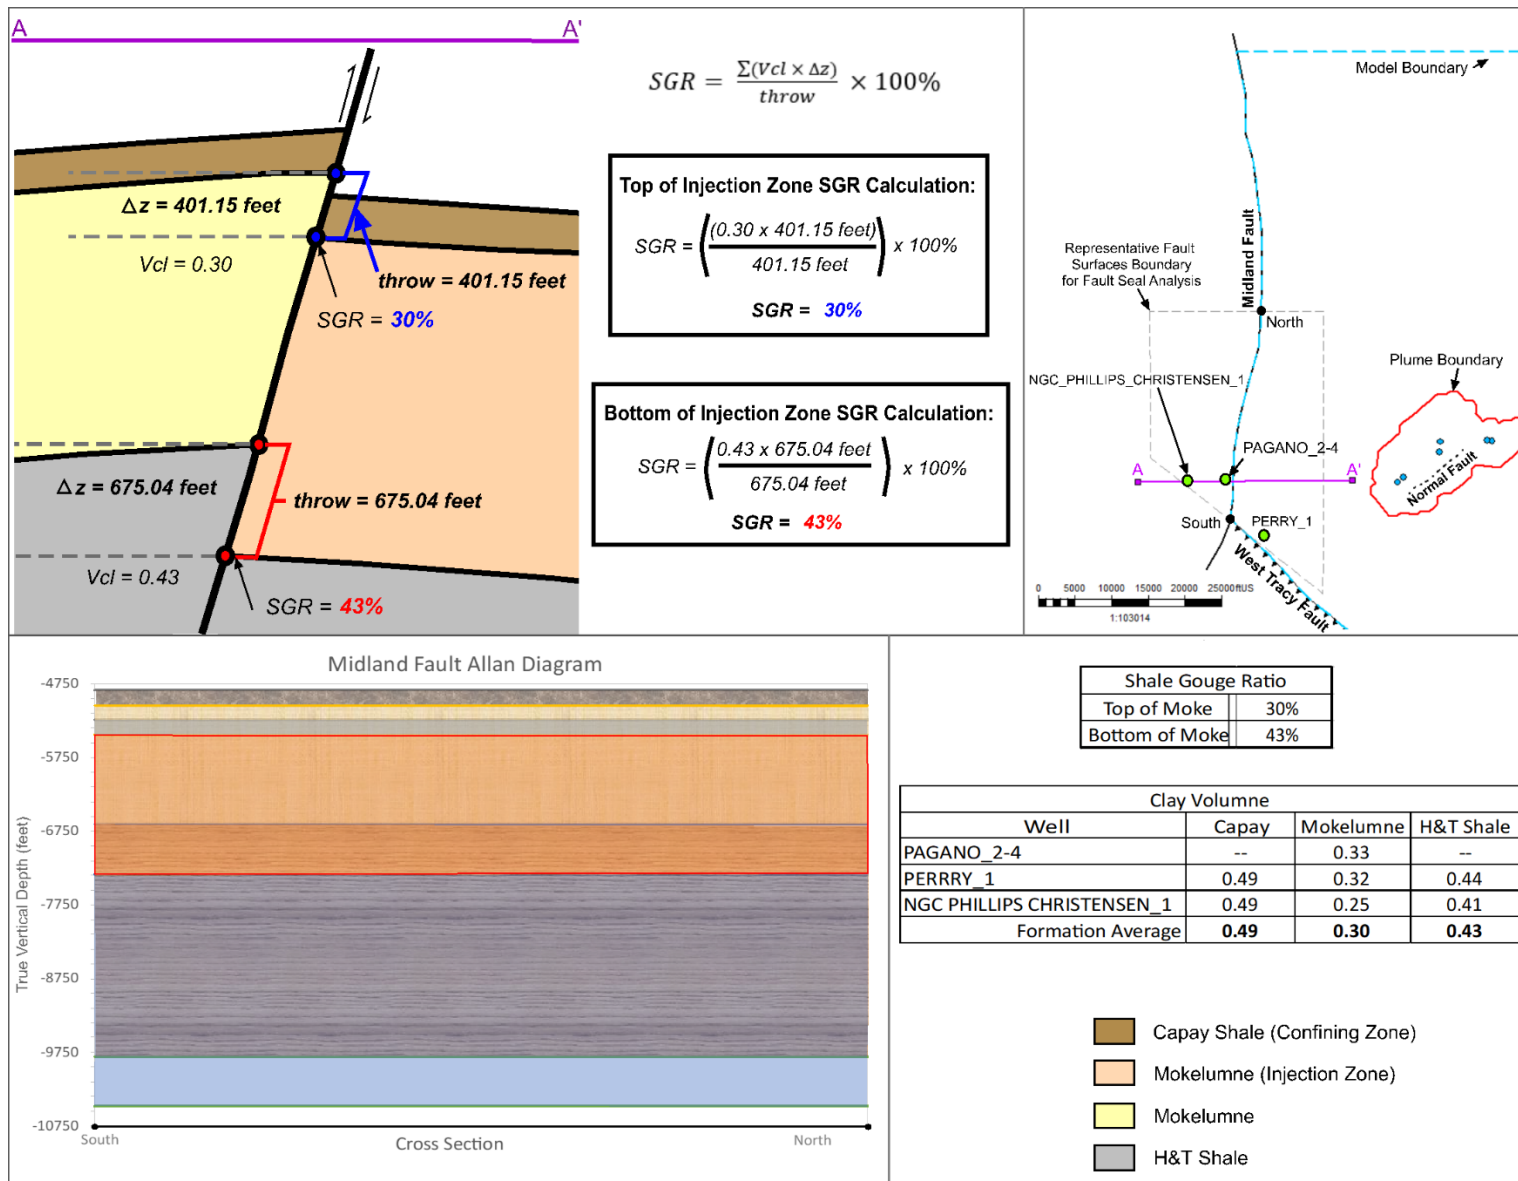 A
A'
Δz = 401.15 feet
Vcl = 0.30
throw = 401.15 feet
SGR = 30%
Δz = 675.04 feet
throw = 675.04 feet
Vcl = 0.43
SGR = 43%
SGR = ∑(Vcl × Δz) / throw × 100%
Top of Injection Zone SGR Calculation:
SGR = ( (0.30 x 401.15 feet) / 401.15 feet ) x 100%
SGR = 30%
Bottom of Injection Zone SGR Calculation:
SGR = ( 0.43 x 675.04 feet / 675.04 feet ) x 100%
SGR = 43%
Model Boundary
Midland Fault
Representative Fault
Surfaces Boundary
for Fault Seal Analysis
North
NGC_PHILLIPS_CHRISTENSEN_1
Plume Boundary
PAGANO_2-4
A
A'
Normal Fault
South
PERRY_1
West Tracy Fault
0 5000 10000 15000 20000 25000ftUS
1:103014
Midland Fault Allan Diagram
True Vertical Depth (feet)
-4750
-5750
-6750
-7750
-8750
-9750
-10750
South
Cross Section
North
Shale Gouge Ratio
Top of Moke 30%
Bottom of Moke 43%
Clay Volumne
Well Capay Mokelumne H&T Shale
PAGANO_2-4 -- 0.33 --
PERRRY_1 0.49 0.32 0.44
NGC PHILLIPS CHRISTENSEN_1 0.49 0.25 0.41
Formation Average 0.49 0.30 0.43
Capay Shale (Confining Zone)
Mokelumne (Injection Zone)
Mokelumne
H&T Shale